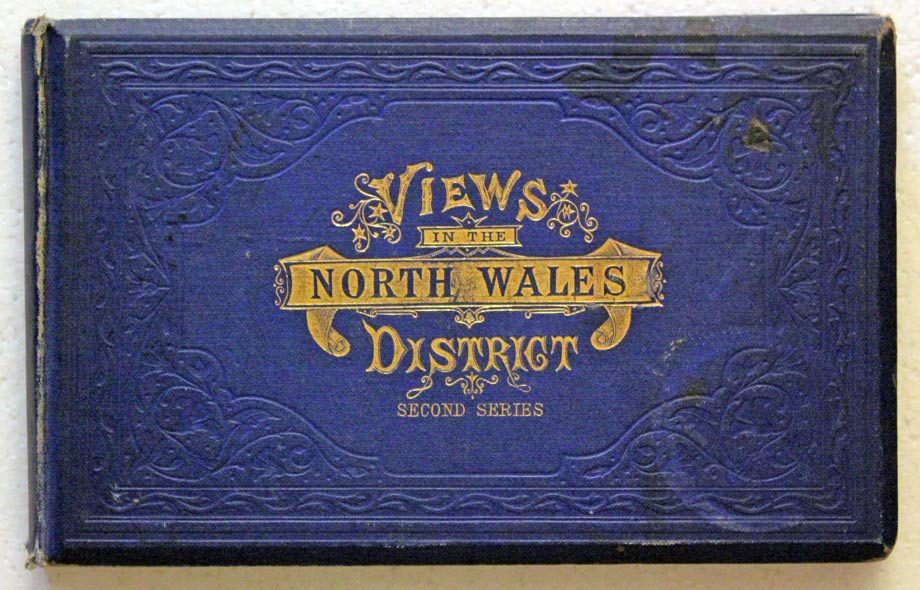 VIEWS
IN THE
NORTH WALES
DISTRICT
SECOND SERIES